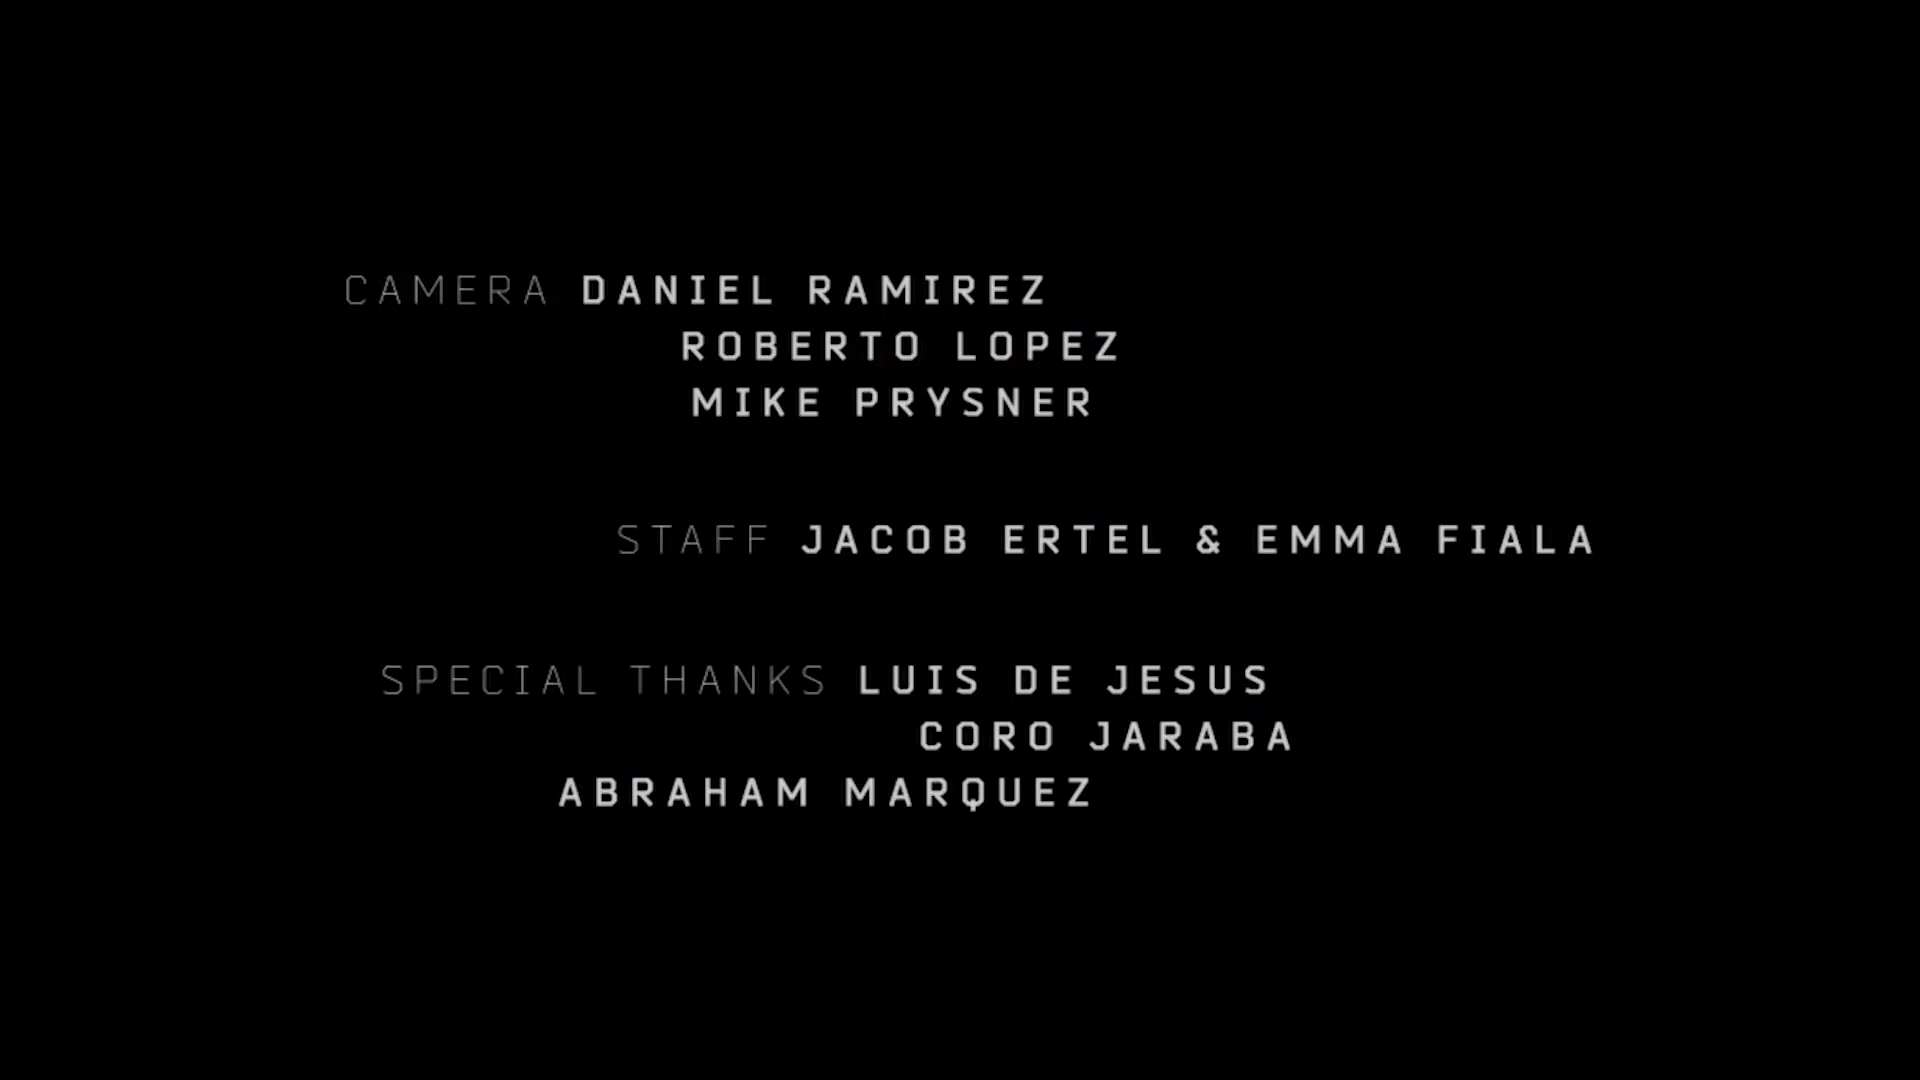 CAMERA DANIEL RAMIREZ
ROBERTO LOPEZ
MIKE PRYSNER
STAFF JACOB ERTEL & EMMA FIALA
SPECIAL THANKS LUIS DE JESUS
CORO JARABA
ABRAHAM MARQUEZ